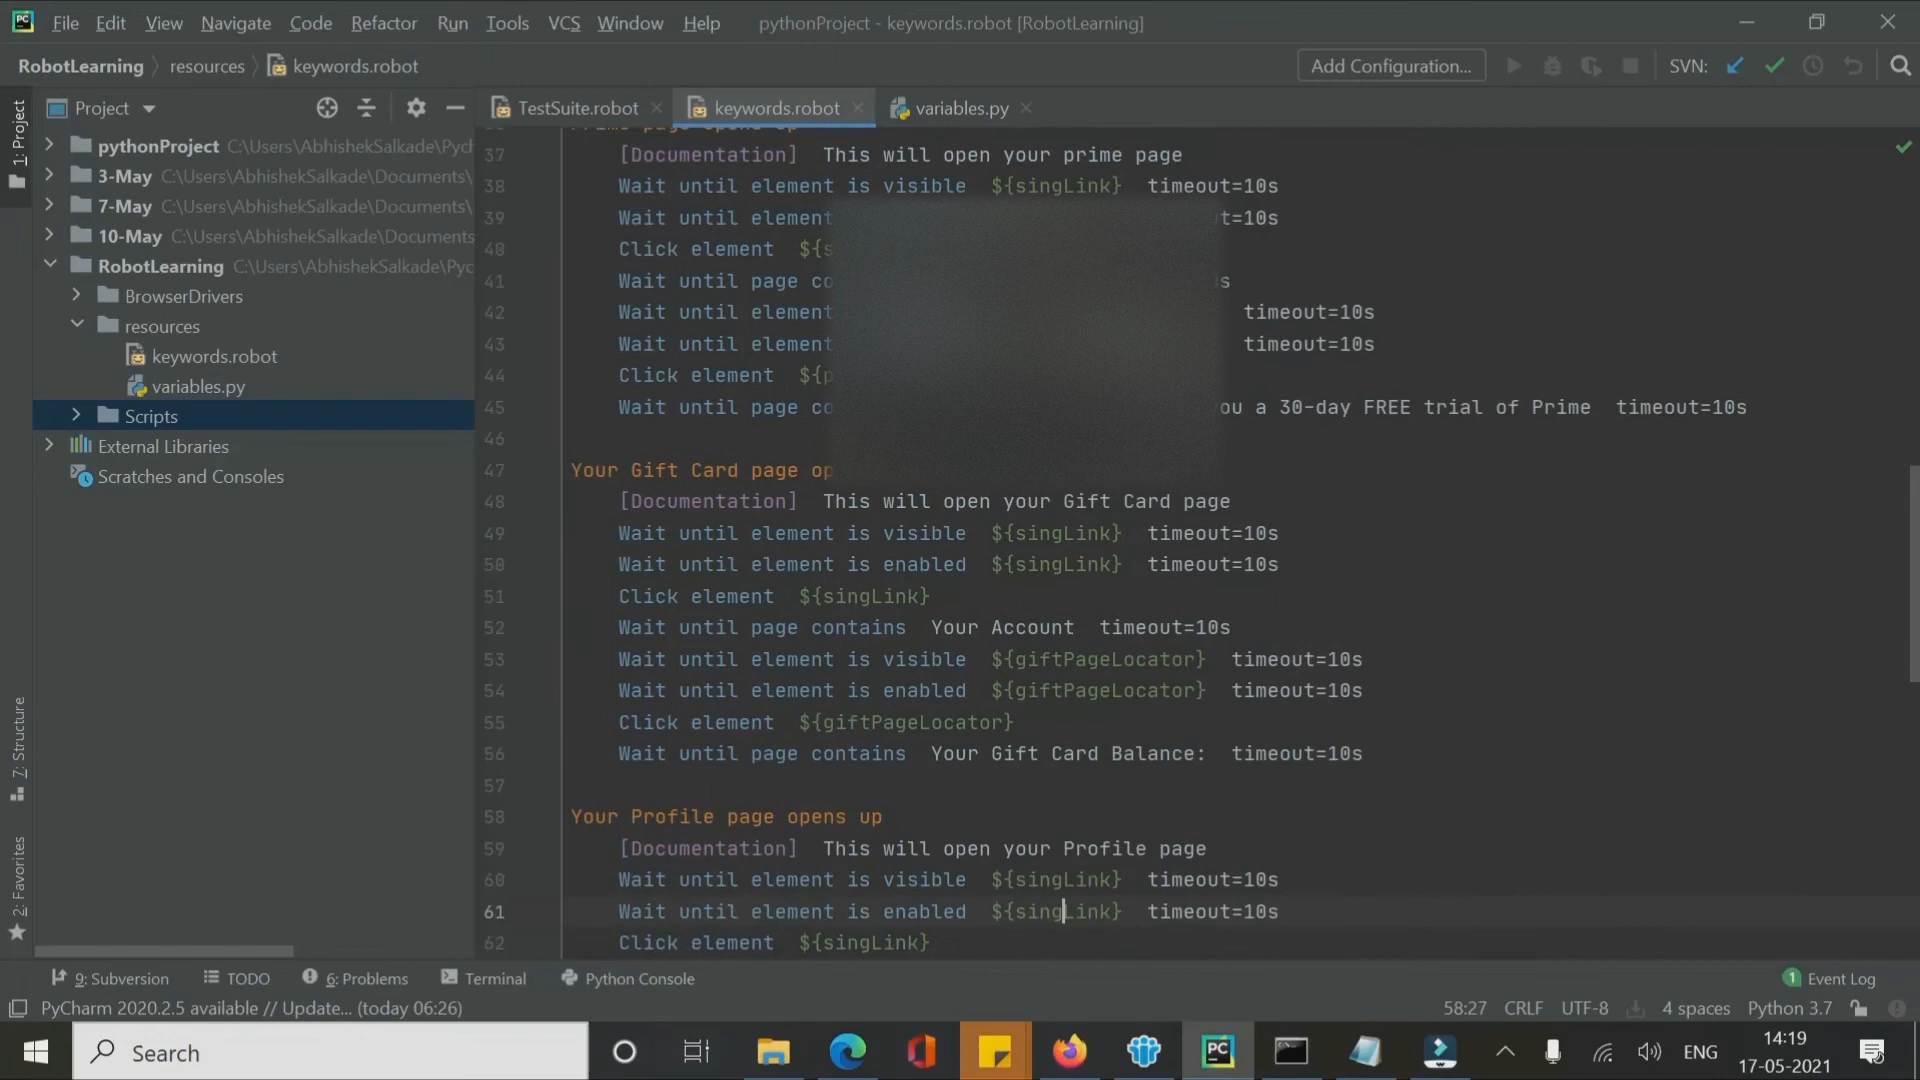 File Edit View Navigate Code Refactor Run Tools VCS Window Help pythonProject - keywords.robot [RobotLearning]
RobotLearning resources keywords.robot Add Configuration... SVN:
1: Project
Project
TestSuite.robot keywords.robot variables.py
pythonProject C:\Users\AbhishekSalkade\Pych
3-May C:\Users\AbhishekSalkade\Documents\
7-May C:\Users\AbhishekSalkade\Documents\
10-May C:\Users\AbhishekSalkade\Documents
RobotLearning C:\Users\AbhishekSalkade\Pyc
BrowserDrivers
resources
keywords.robot
variables.py
Scripts
External Libraries
Scratches and Consoles
7: Structure
2: Favorites
37 [Documentation] This will open your prime page
38 Wait until element is visible ${singLink} timeout=10s
39 Wait until element t=10s
40 Click element ${s
41 Wait until page co s
42 Wait until element timeout=10s
43 Wait until element timeout=10s
44 Click element ${p
45 Wait until page co ou a 30-day FREE trial of Prime timeout=10s
46
47 Your Gift Card page op
48 [Documentation] This will open your Gift Card page
49 Wait until element is visible ${singLink} timeout=10s
50 Wait until element is enabled ${singLink} timeout=10s
51 Click element ${singLink}
52 Wait until page contains Your Account timeout=10s
53 Wait until element is visible ${giftPageLocator} timeout=10s
54 Wait until element is enabled ${giftPageLocator} timeout=10s
55 Click element ${giftPageLocator}
56 Wait until page contains Your Gift Card Balance: timeout=10s
57
58 Your Profile page opens up
59 [Documentation] This will open your Profile page
60 Wait until element is visible ${singLink} timeout=10s
61 Wait until element is enabled ${singLink} timeout=10s
62 Click element ${singLink}
9: Subversion TODO 6: Problems Terminal Python Console 1 Event Log
PyCharm 2020.2.5 available // Update... (today 06:26) 58:27 CRLF UTF-8 4 spaces Python 3.7
Search PC ENG 14:19
17-05-2021